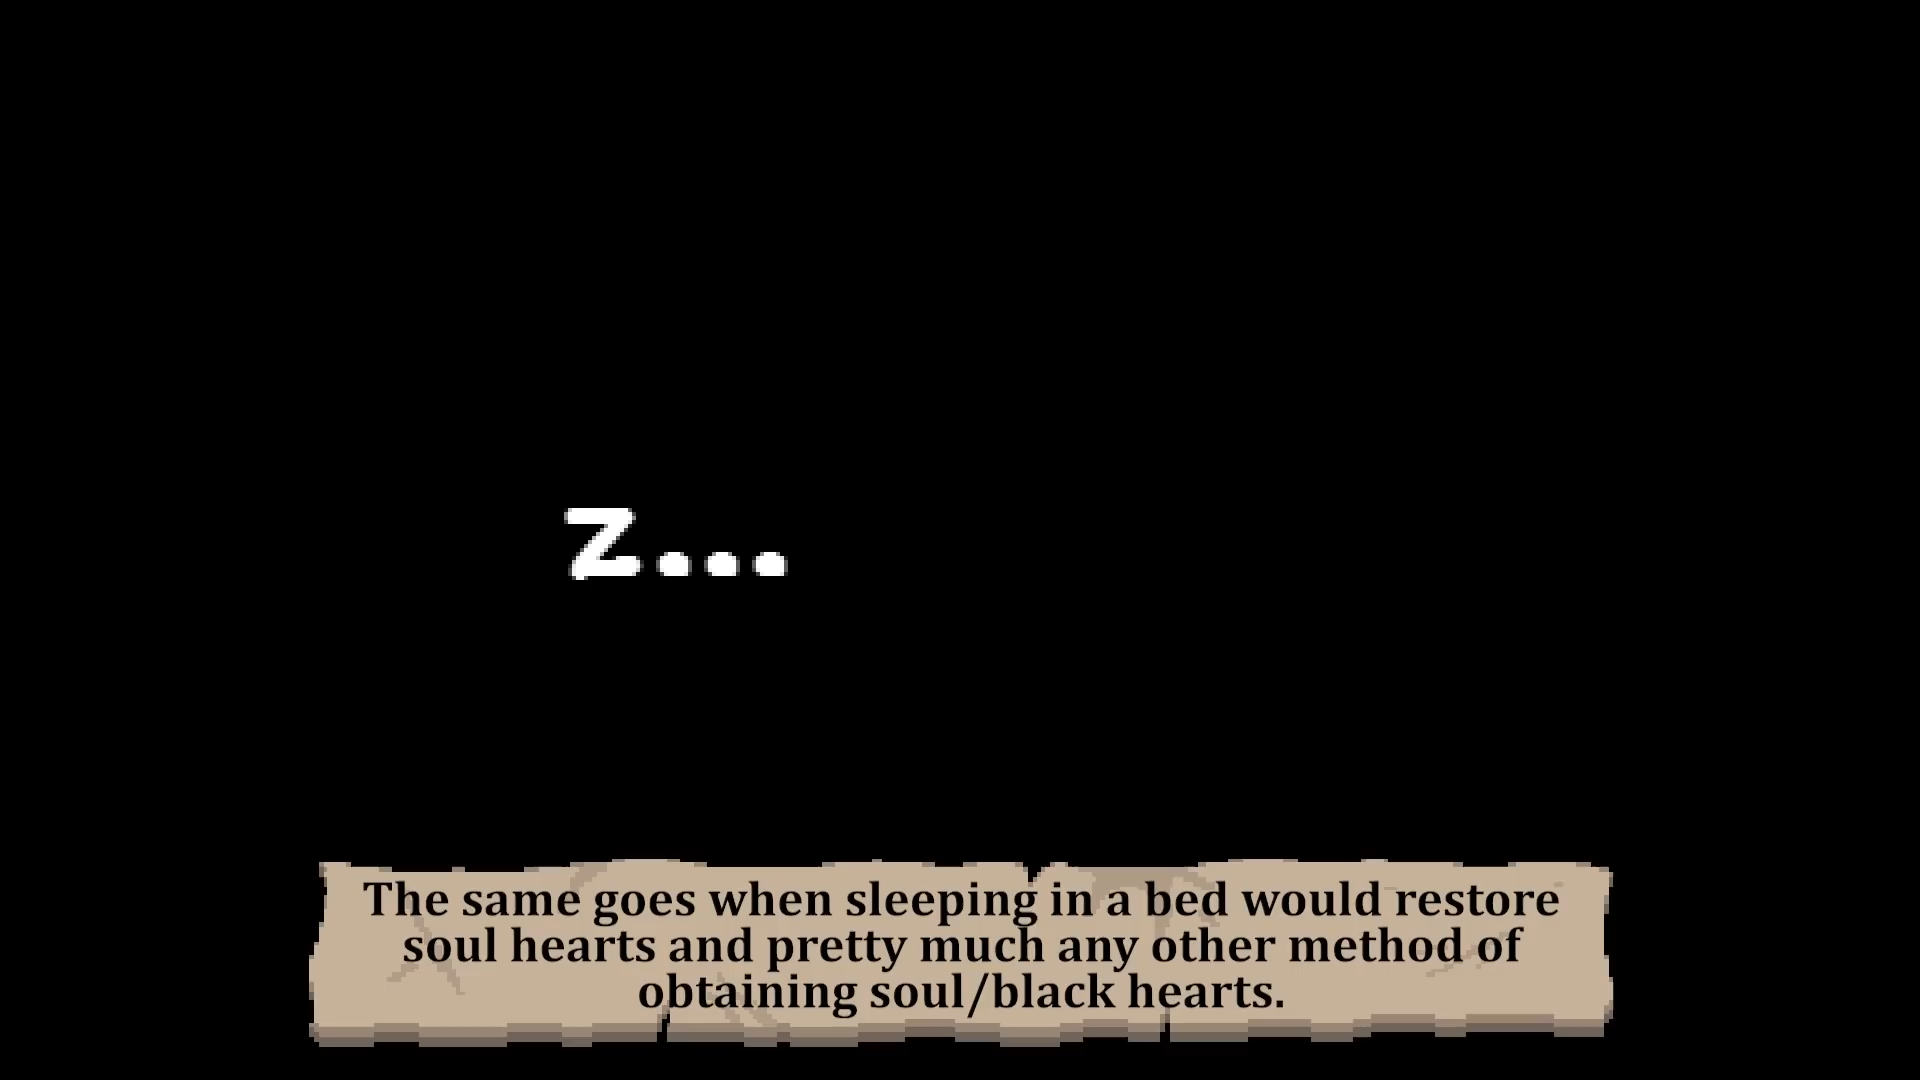 z...
The same goes when sleeping in a bed would restore
soul hearts and pretty much any other method of
obtaining soul/black hearts.